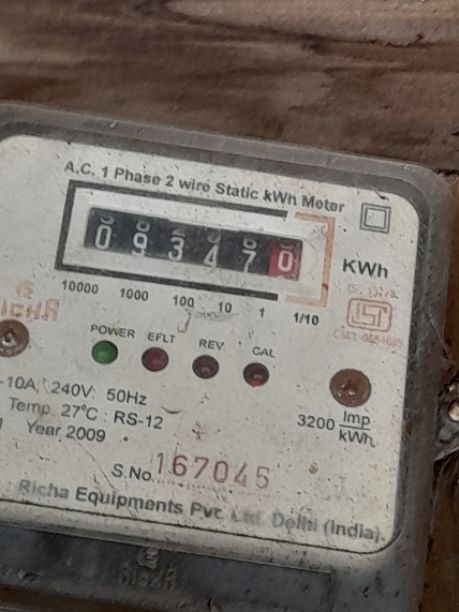 A.C. 1 Phase 2 wire Static kWh Meter
0 9 3 4 7 0
KWh
10000 1000 100 10 1 1/10
POWER EFLT REV CAL
-10A, 240V: 50Hz
Temp. 27°C : RS-12
Year 2009
3200 Imp
kWh
S.No. 167045
Richa Equipments Pvt. Ltd. Delhi (India).